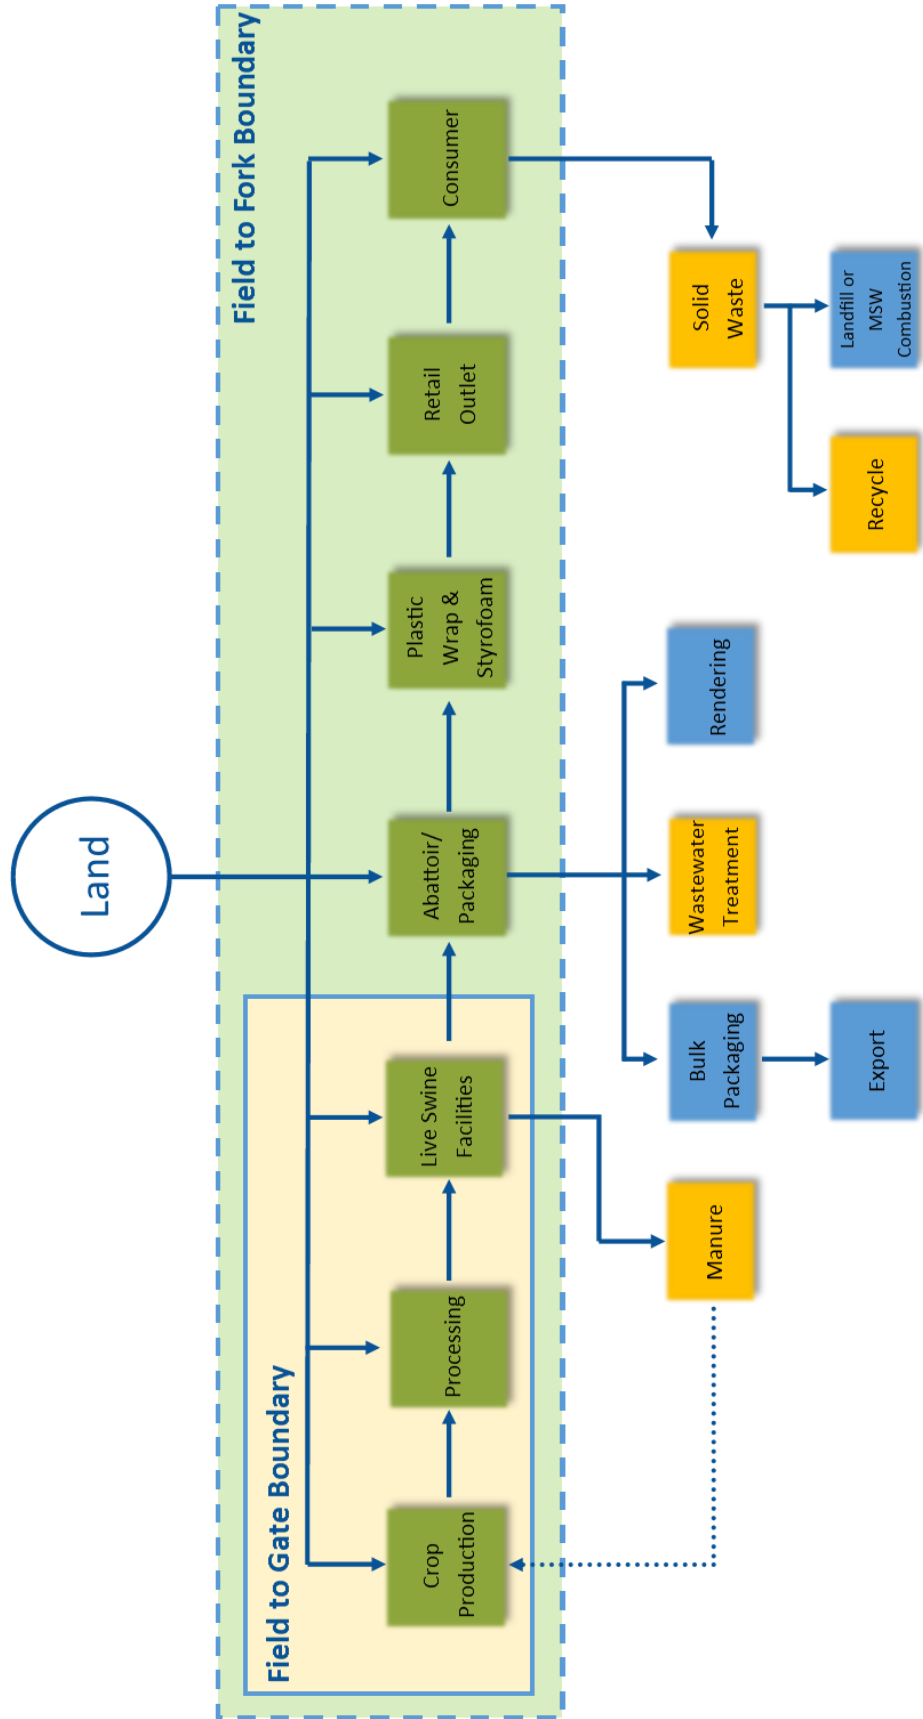 Land
Field to Fork Boundary
Field to Gate Boundary
Crop
Production
Processing
Live Swine
Facilities
Abattoir/
Packaging
Plastic
Wrap &
Styrofoam
Retail
Outlet
Consumer
Manure
Bulk
Packaging
Wastewater
Treatment
Rendering
Solid
Waste
Export
Recycle
Landfill or
MSW
Combustion